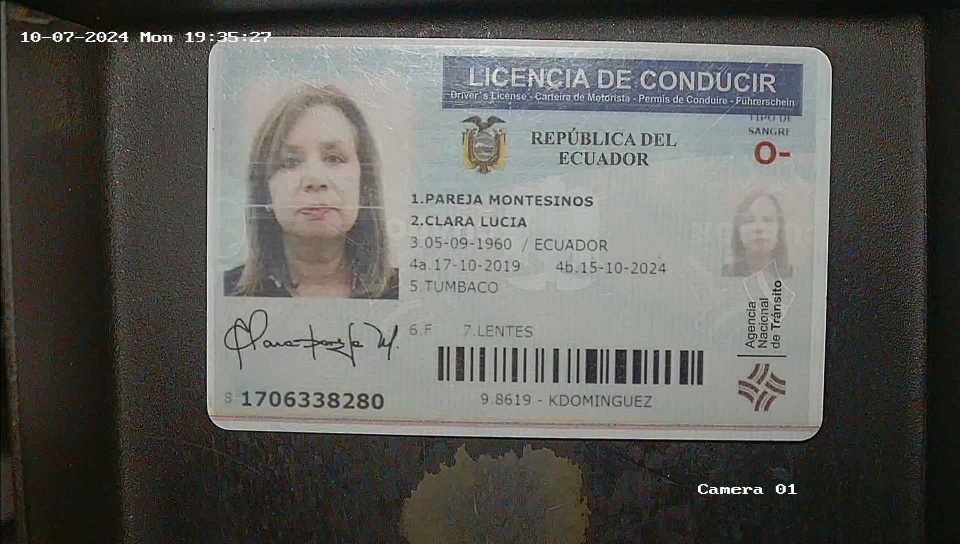 10-07-2024 Mon 19:35:27
LICENCIA DE CONDUCIR
Driver's License - Carteira de Motorista - Permis de Conduire - Führerschein
TIPO DE
SANGRE
O-
REPÚBLICA DEL
ECUADOR
1.PAREJA MONTESINOS
2.CLARA LUCIA
3.05-09-1960 / ECUADOR
4a.17-10-2019 4b.15-10-2024
5.TUMBACO
6.F 7.LENTES
Agencia
Nacional
de Tránsito
8 1706338280
9.8619 - KDOMINGUEZ
Camera 01